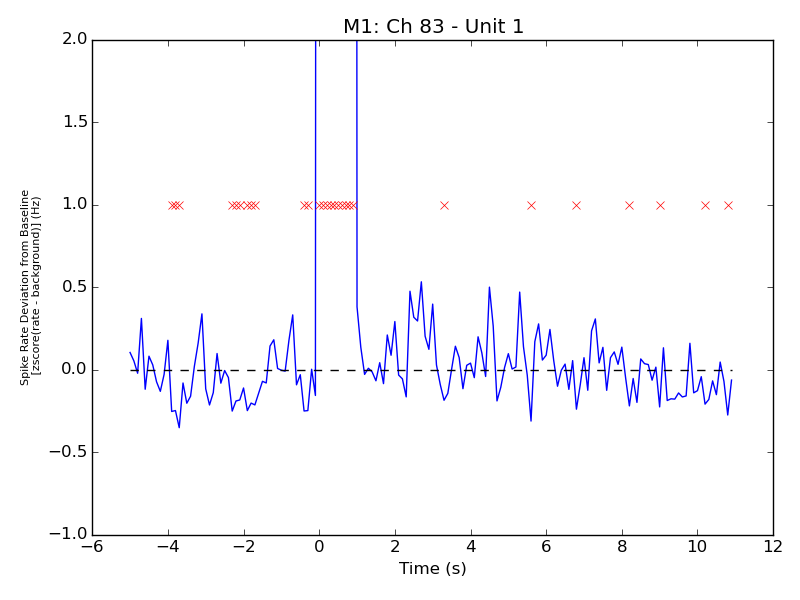 M1: Ch 83 - Unit 1
2.0
1.5
1.0
0.5
0.0
−0.5
−1.0
Spike Rate Deviation from Baseline
[zscore(rate - background)] (Hz)
−6 −4 −2 0 2 4 6 8 10 12
Time (s)